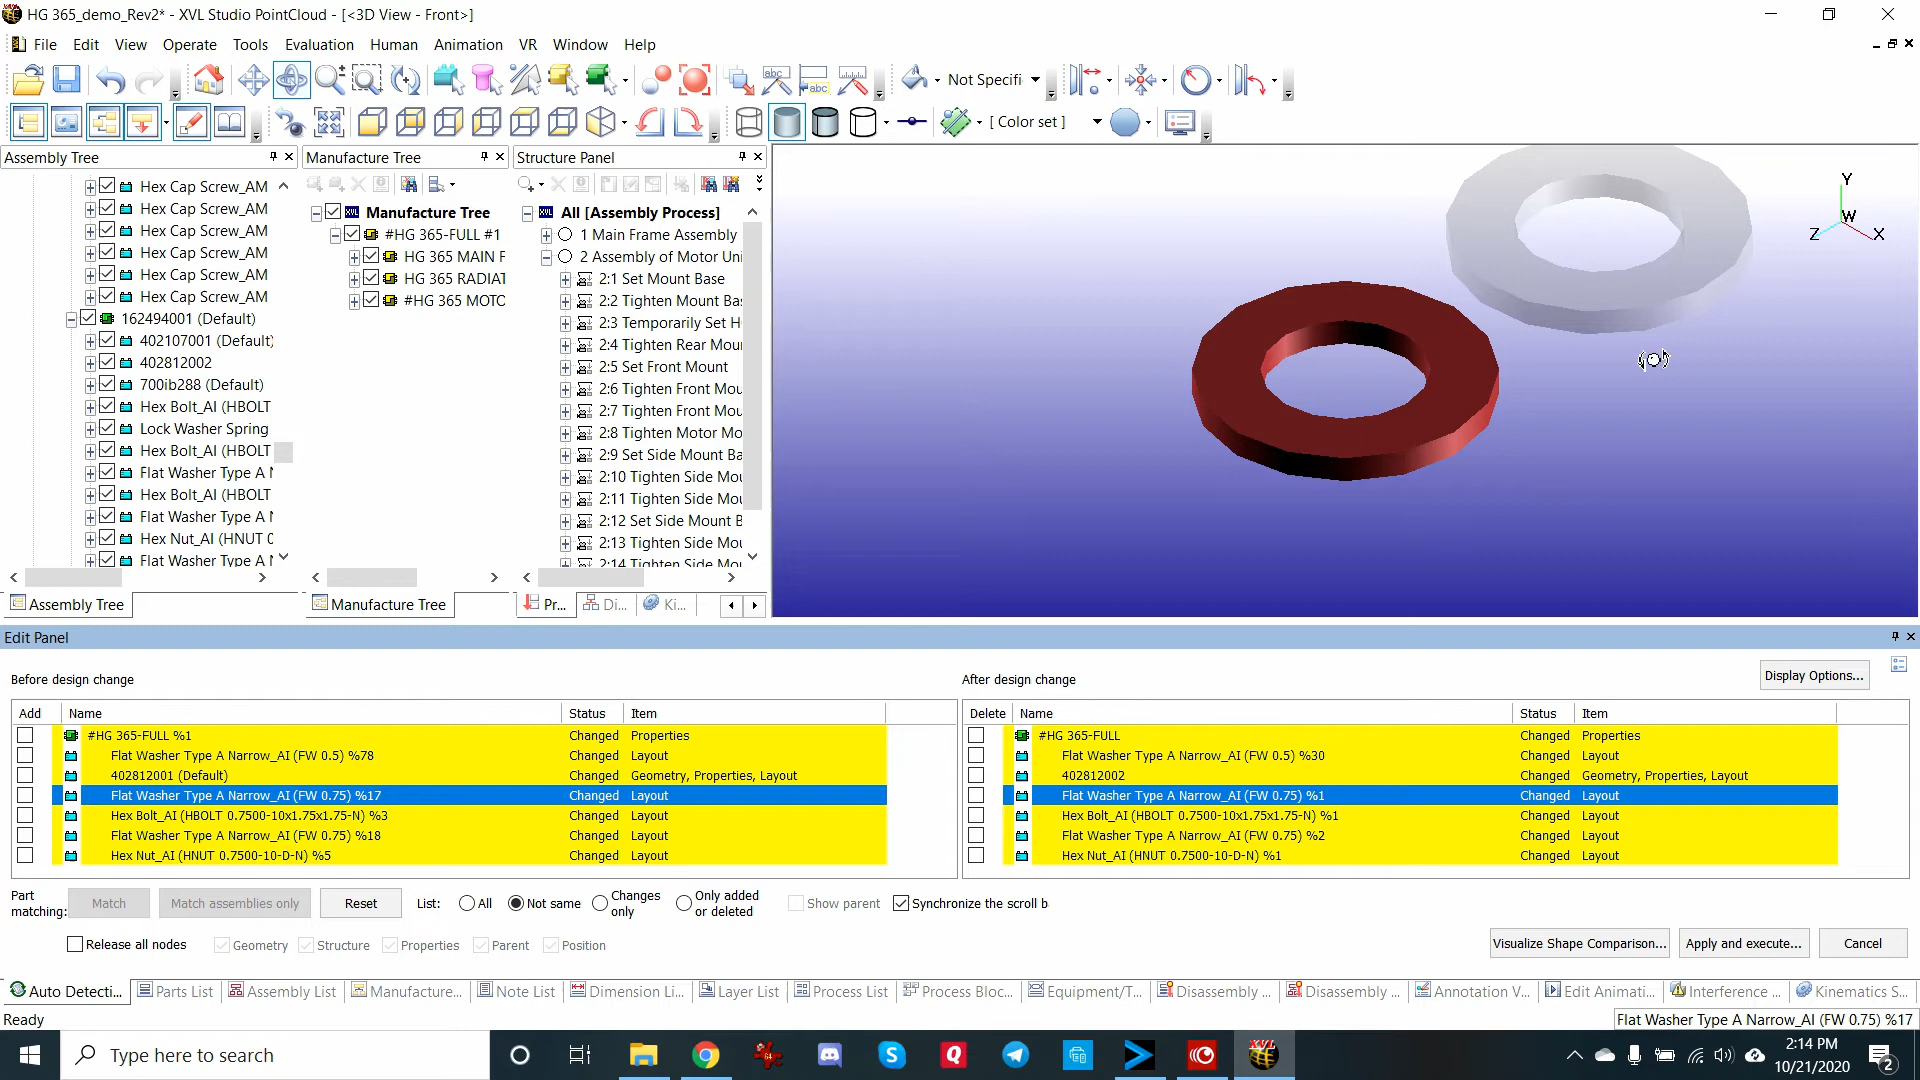 HG 365_demo_Rev2* - XVL Studio PointCloud - [<3D View - Front>]
File Edit View Operate Tools Evaluation Human Animation VR Window Help
Not Specifi
[ Color set ]
Assembly Tree
Hex Cap Screw_AM
Hex Cap Screw_AM
Hex Cap Screw_AM
Hex Cap Screw_AM
Hex Cap Screw_AM
Hex Cap Screw_AM
162494001 (Default)
402107001 (Default)
402812002
700ib288 (Default)
Hex Bolt_AI (HBOLT
Lock Washer Spring
Hex Bolt_AI (HBOLT
Flat Washer Type A N
Hex Bolt_AI (HBOLT
Flat Washer Type A N
Hex Nut_AI (HNUT 0
Flat Washer Type A N
Assembly Tree
Manufacture Tree
Manufacture Tree
#HG 365-FULL #1
HG 365 MAIN F
HG 365 RADIAT
#HG 365 MOTO
Manufacture Tree
Structure Panel
All [Assembly Process]
1 Main Frame Assembly
2 Assembly of Motor Uni
2:1 Set Mount Base
2:2 Tighten Mount Bas
2:3 Temporarily Set H
2:4 Tighten Rear Moun
2:5 Set Front Mount
2:6 Tighten Front Mou
2:7 Tighten Front Mou
2:8 Tighten Motor Mo
2:9 Set Side Mount Ba
2:10 Tighten Side Mou
2:11 Tighten Side Mou
2:12 Set Side Mount B
2:13 Tighten Side Mou
2:14 Tighten Side Mou
Pr... Di... Ki...
Y
W
Z X
Edit Panel
Before design change
Add Name Status Item
#HG 365-FULL %1 Changed Properties
Flat Washer Type A Narrow_AI (FW 0.5) %78 Changed Layout
402812001 (Default) Changed Geometry, Properties, Layout
Flat Washer Type A Narrow_AI (FW 0.75) %17 Changed Layout
Hex Bolt_AI (HBOLT 0.7500-10x1.75x1.75-N) %3 Changed Layout
Flat Washer Type A Narrow_AI (FW 0.75) %18 Changed Layout
Hex Nut_AI (HNUT 0.7500-10-D-N) %5 Changed Layout
After design change
Display Options...
Delete Name Status Item
#HG 365-FULL Changed Properties
Flat Washer Type A Narrow_AI (FW 0.5) %30 Changed Layout
402812002 Changed Geometry, Properties, Layout
Flat Washer Type A Narrow_AI (FW 0.75) %1 Changed Layout
Hex Bolt_AI (HBOLT 0.7500-10x1.75x1.75-N) %1 Changed Layout
Flat Washer Type A Narrow_AI (FW 0.75) %2 Changed Layout
Hex Nut_AI (HNUT 0.7500-10-D-N) %1 Changed Layout
Part matching: Match Match assemblies only Reset List: All Not same Changes only Only added or deleted Show parent Synchronize the scroll b
Release all nodes Geometry Structure Properties Parent Position
Visualize Shape Comparison... Apply and execute... Cancel
Auto Detecti... Parts List Assembly List Manufacture... Note List Dimension Li... Layer List Process List Process Bloc... Equipment/T... Disassembly ... Disassembly ... Annotation V... Edit Animati... Interference ... Kinematics S...
Ready
Flat Washer Type A Narrow_AI (FW 0.75) %17
Type here to search
2:14 PM
10/21/2020
2